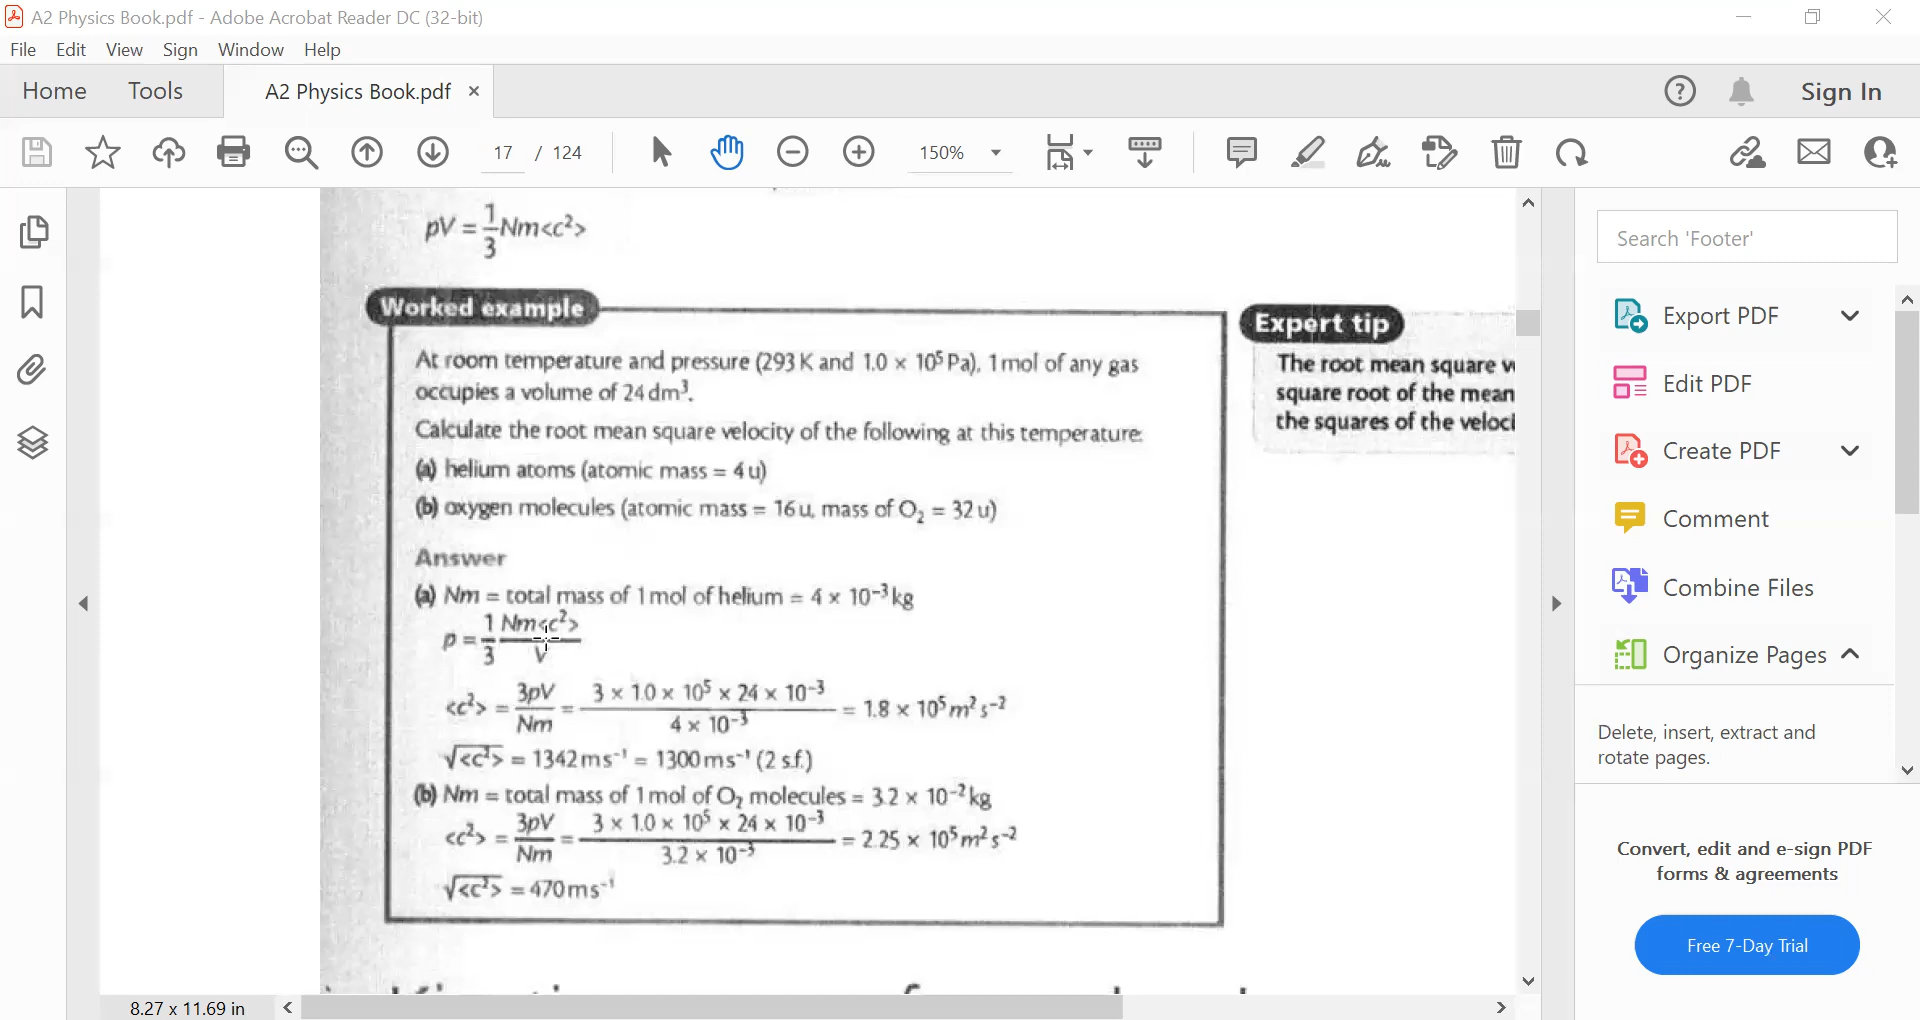 A2 Physics Book.pdf - Adobe Acrobat Reader DC (32-bit)
File Edit View Sign Window Help
Home Tools A2 Physics Book.pdf × Sign In
17 / 124 150%
pV = 1/3 Nm<c²>
Worked example
At room temperature and pressure (293 K and 1.0 × 10⁵ Pa), 1 mol of any gas
occupies a volume of 24 dm³.
Calculate the root mean square velocity of the following at this temperature:
(a) helium atoms (atomic mass = 4 u)
(b) oxygen molecules (atomic mass = 16 u, mass of O₂ = 32 u)
Answer
(a) Nm = total mass of 1 mol of helium = 4 × 10⁻³ kg
p = 1/3 Nm<c²>/V
<c²> = 3pV/Nm = (3 × 1.0 × 10⁵ × 24 × 10⁻³)/(4 × 10⁻³) = 1.8 × 10⁵ m² s⁻²
√<c²> = 1342 m s⁻¹ = 1300 m s⁻¹ (2 s.f.)
(b) Nm = total mass of 1 mol of O₂ molecules = 3.2 × 10⁻² kg
<c²> = 3pV/Nm = (3 × 1.0 × 10⁵ × 24 × 10⁻³)/(3.2 × 10⁻³) = 2.25 × 10⁵ m² s⁻²
√<c²> = 470 m s⁻¹
Expert tip
The root mean square
square root of the mean
the squares of the
8.27 x 11.69 in
Search 'Footer'
Export PDF
Edit PDF
Create PDF
Comment
Combine Files
Organize Pages
Delete, insert, extract and
rotate pages.
Convert, edit and e-sign PDF
forms & agreements
Free 7-Day Trial